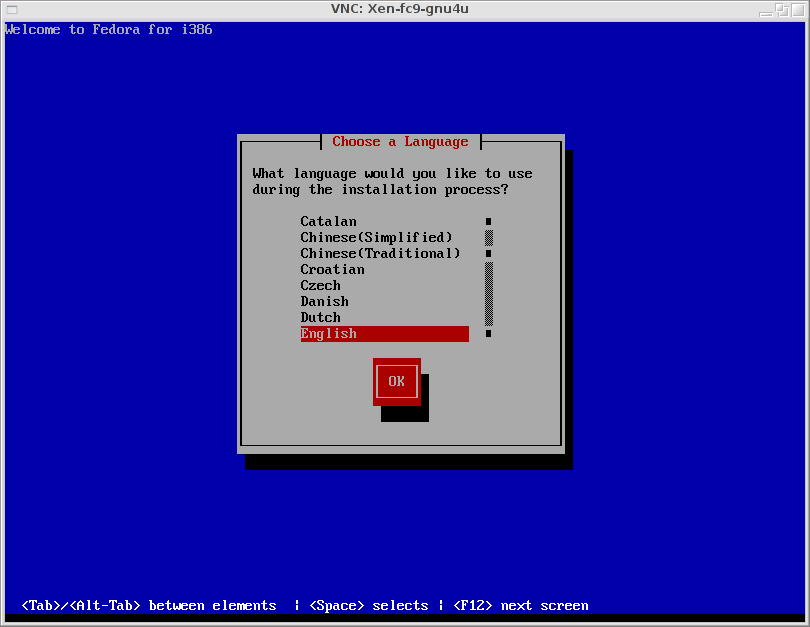 VNC: Xen-fc9-gnu4u
Welcome to Fedora for i386
Choose a Language
What language would you like to use
during the installation process?
Catalan
Chinese(Simplified)
Chinese(Traditional)
Croatian
Czech
Danish
Dutch
English
OK
<Tab>/<Alt-Tab> between elements  | <Space> selects | <F12> next screen